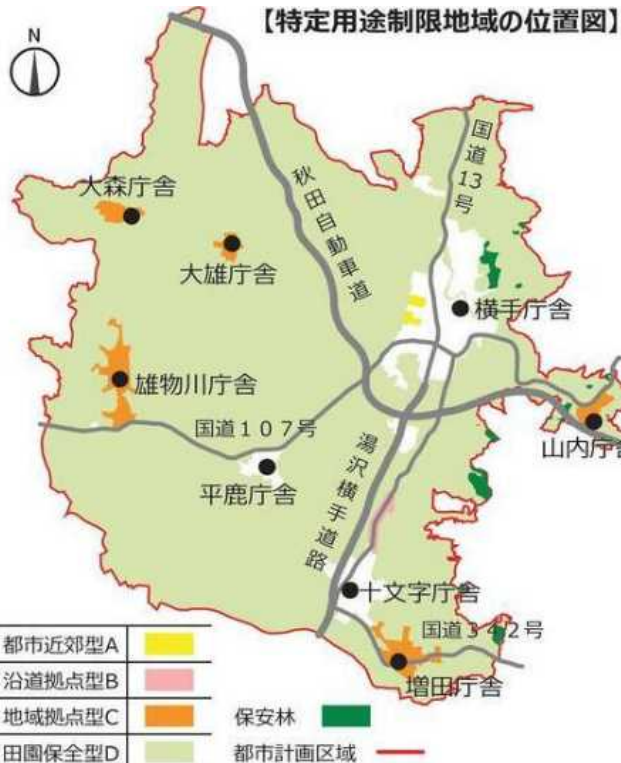 【特定用途制限地域の位置図】
N
国道13号
秋田自動車道
大森庁舎
大雄庁舎
横手庁舎
雄物川庁舎
国道107号
山内庁舎
平鹿庁舎
湯沢横手道路
十文字庁舎
国道342号
増田庁舎
都市近郊型A
沿道拠点型B
地域拠点型C
保安林
田園保全型D
都市計画区域